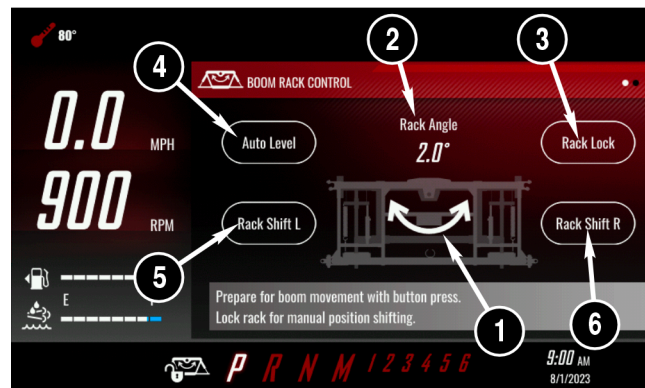 80°
4
2
3
BOOM RACK CONTROL
0.0 MPH
Auto Level
Rack Angle
2.0°
Rack Lock
900 RPM
Rack Shift L
Rack Shift R
5
E
1
6
Prepare for boom movement with button press.
Lock rack for manual position shifting.
P R N M 1 2 3 4 5 6
9:00 AM
8/1/2023